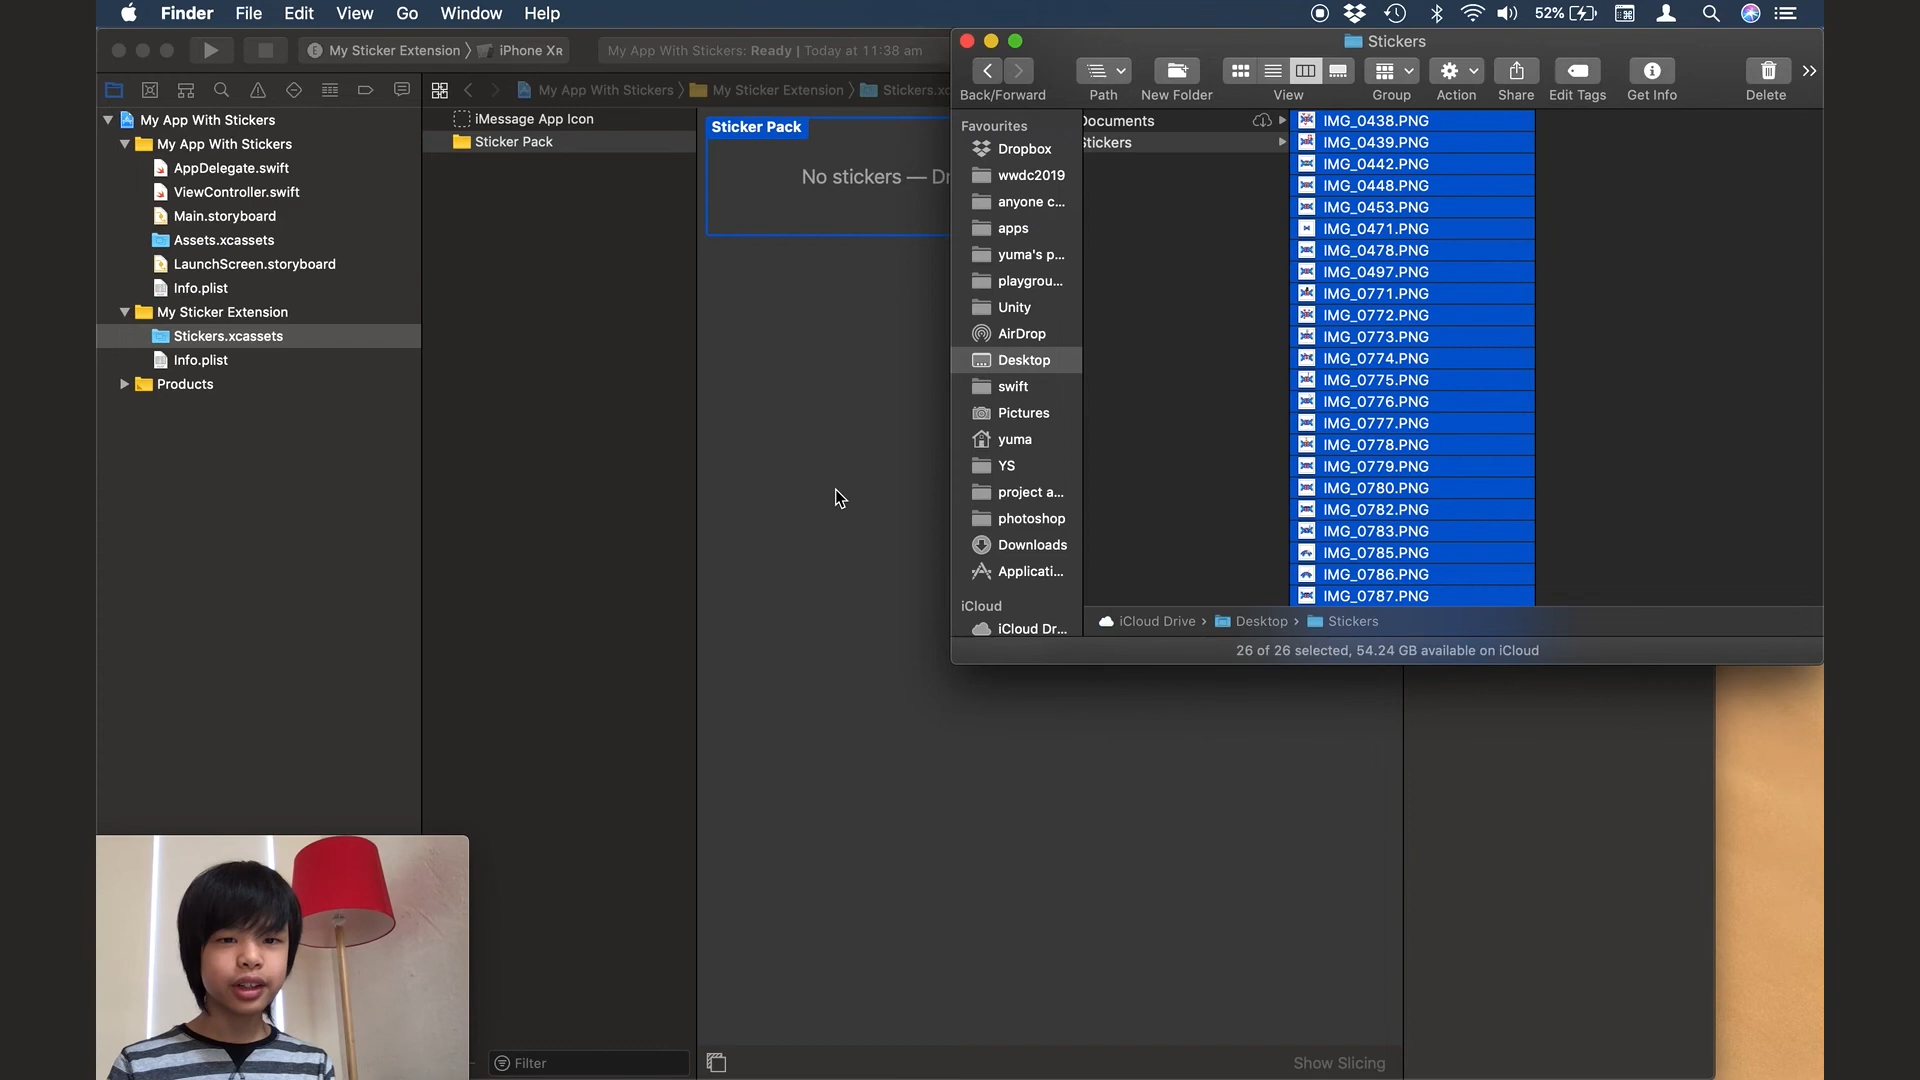 Finder File Edit View Go Window Help 52%
My Sticker Extension iPhone XR My App With Stickers: Ready | Today at 11:38 am
My App With Stickers My Sticker Extension
My App With Stickers
My App With Stickers
AppDelegate.swift
ViewController.swift
Main.storyboard
Assets.xcassets
LaunchScreen.storyboard
Info.plist
My Sticker Extension
Stickers.xcassets
Info.plist
Products
iMessage App Icon
Sticker Pack
Filter
Sticker Pack
No stickers —
Show Slicing
Stickers
Back/Forward Path New Folder View Group Action Share Edit Tags Get Info Delete
Favourites
Dropbox
wwdc2019
anyone c...
apps
yuma's p...
playgrou...
Unity
AirDrop
Desktop
swift
Pictures
yuma
YS
project a...
photoshop
Downloads
Applicati...
iCloud
iCloud Dr...
Documents
Stickers
IMG_0438.PNG
IMG_0439.PNG
IMG_0442.PNG
IMG_0448.PNG
IMG_0453.PNG
IMG_0471.PNG
IMG_0478.PNG
IMG_0497.PNG
IMG_0771.PNG
IMG_0772.PNG
IMG_0773.PNG
IMG_0774.PNG
IMG_0775.PNG
IMG_0776.PNG
IMG_0777.PNG
IMG_0778.PNG
IMG_0779.PNG
IMG_0780.PNG
IMG_0782.PNG
IMG_0783.PNG
IMG_0785.PNG
IMG_0786.PNG
IMG_0787.PNG
iCloud Drive › Desktop › Stickers
26 of 26 selected, 54.24 GB available on iCloud